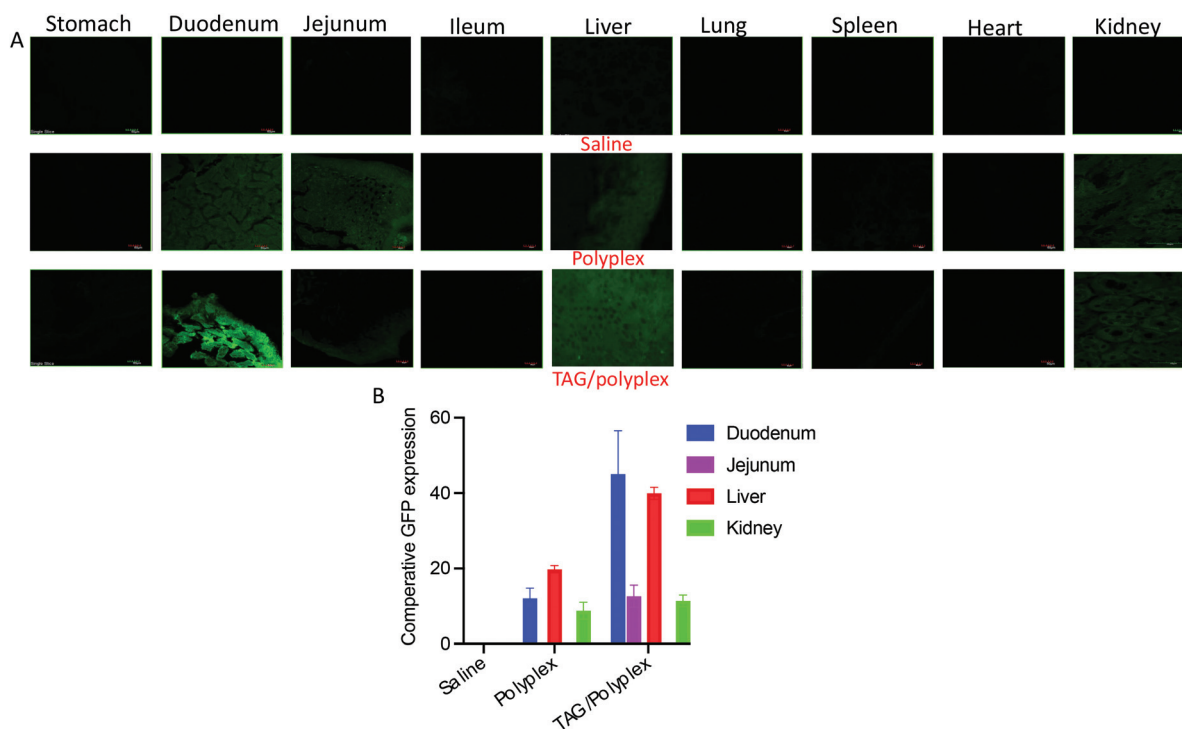 A
Stomach Duodenum Jejunum Ileum Liver Lung Spleen Heart Kidney
Saline
Polyplex
TAG/polyplex
B
Comperative GFP expression
60
40
20
0
Saline
Polyplex
TAG/Polyplex
Duodenum
Jejunum
Liver
Kidney